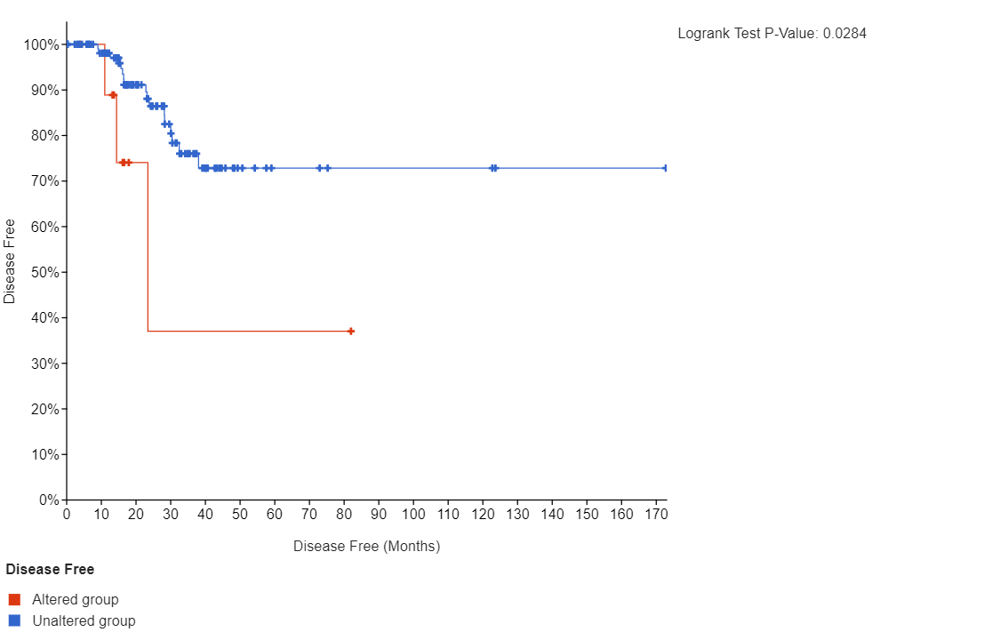 Logrank Test P-Value: 0.0284
100%
90%
80%
70%
60%
50%
40%
30%
20%
10%
0%
Disease Free
0 10 20 30 40 50 60 70 80 90 100 110 120 130 140 150 160 170
Disease Free (Months)
Disease Free
Altered group
Unaltered group